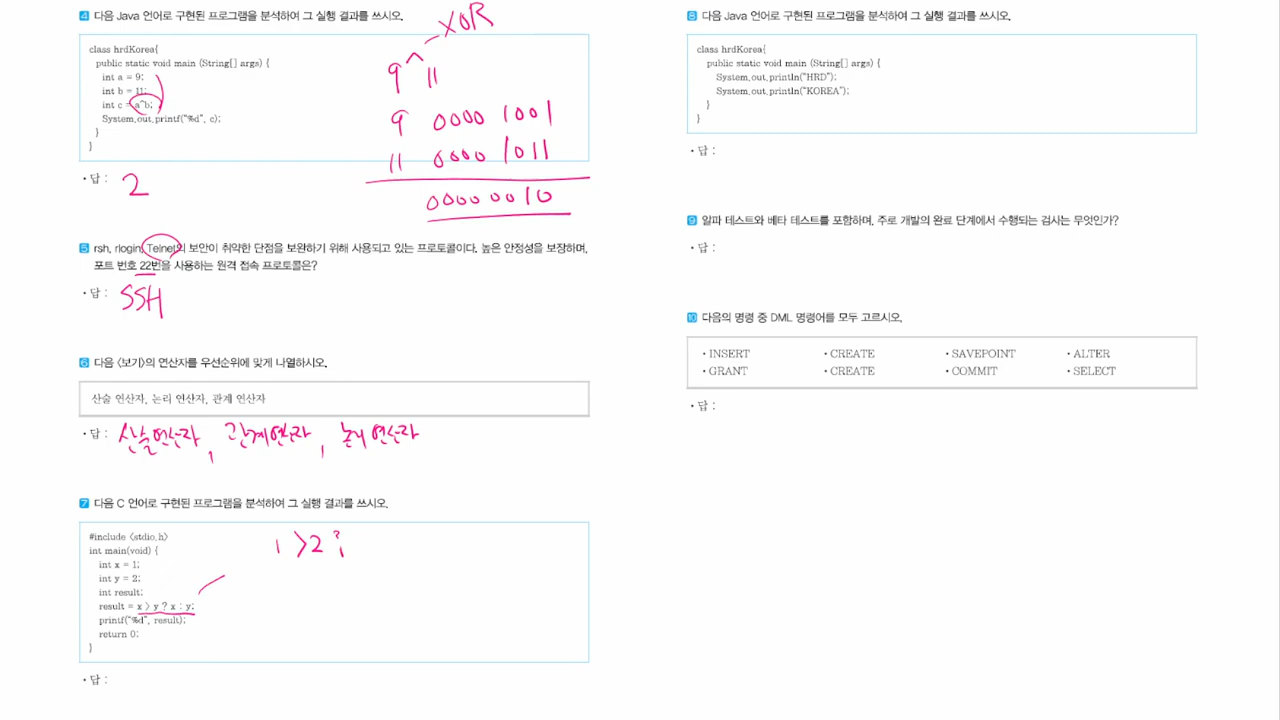 4 다음 Java 언어로 구현된 프로그램을 분석하여 그 실행 결과를 쓰시오.
class hrdKorea{
public static void main (String[] args) {
int a = 9;
int b = 11;
int c = a^b;
System.out.printf("%d", c);
}
}
XOR
9 ^ 11
9 0000 1001
11 0000 1011
0000 0010
• 답 : 2
5 rsh, rlogin, Telnet의 보안이 취약한 단점을 보완하기 위해 사용되고 있는 프로토콜이다. 높은 안정성을 보장하며,
포트 번호 22번을 사용하는 원격 접속 프로토콜은?
• 답 : SSH
6 다음 〈보기〉의 연산자를 우선순위에 맞게 나열하시오.
산술 연산자, 논리 연산자, 관계 연산자
• 답 : 산술연산자, 관계연산자, 논리연산자
7 다음 C 언어로 구현된 프로그램을 분석하여 그 실행 결과를 쓰시오.
#include 〈stdio.h〉
int main(void) {
int x = 1;
int y = 2;
int result;
result = x 〉 y ? x : y;
printf("%d", result);
return 0;
}
1 > 2 ?
• 답 :
8 다음 Java 언어로 구현된 프로그램을 분석하여 그 실행 결과를 쓰시오.
class hrdKorea{
public static void main (String[] args) {
System.out.println("HRD");
System.out.println("KOREA");
}
}
• 답 :
9 알파 테스트와 베타 테스트를 포함하며, 주로 개발의 완료 단계에서 수행되는 검사는 무엇인가?
• 답 :
10 다음의 명령 중 DML 명령어를 모두 고르시오.
• INSERT • CREATE • SAVEPOINT • ALTER
• GRANT • CREATE • COMMIT • SELECT
• 답 :